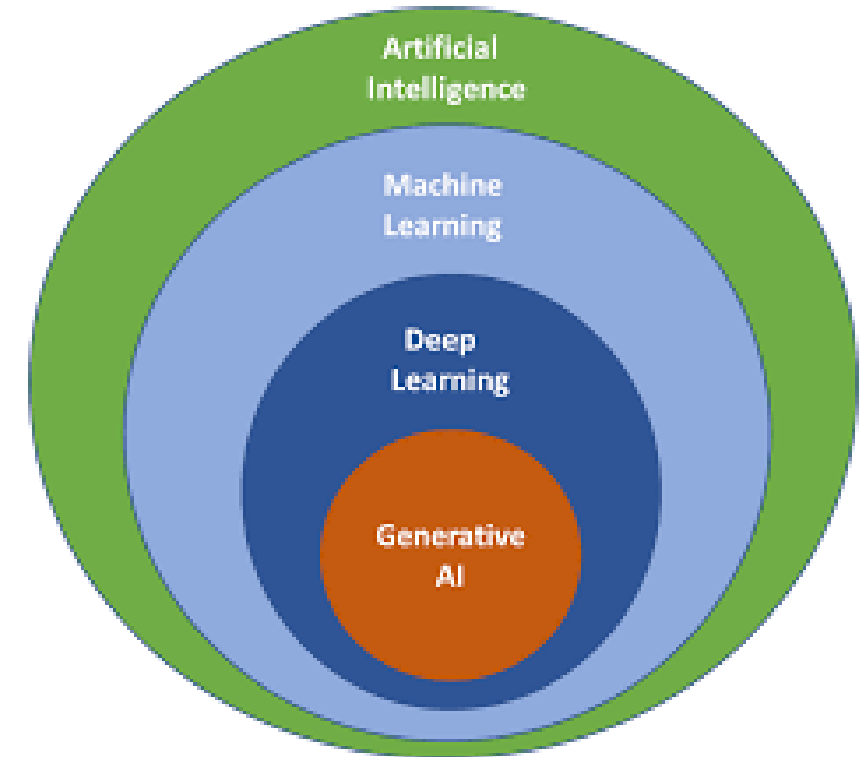 Artificial
Intelligence
Machine
Learning
Deep
Learning
Generative
AI